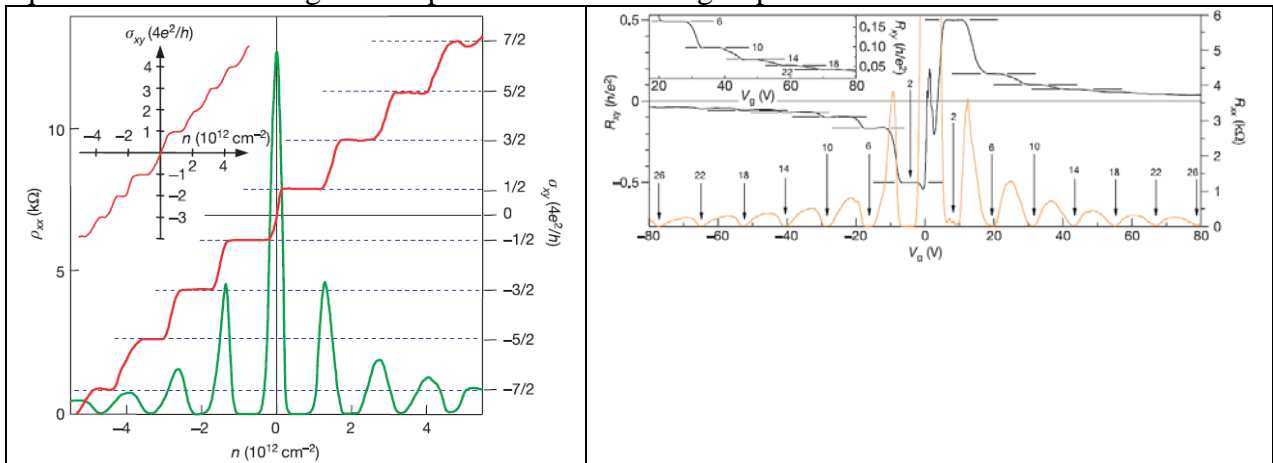 σxy (4e²/h)
4
3
2
1
−4 −2
n (10¹² cm⁻²)
2 4
−1
−2
−3
10
5
0
ρxx (kΩ)
7/2
5/2
3/2
1/2
0
−1/2
−3/2
−5/2
−7/2
σxy (4e²/h)
−4 −2 0 2 4
n (10¹² cm⁻²)
0.5
0
−0.5
Rxy (h/e²)
6
10
14
18
22
0.15
0.10
0.05
Rxy (h/e²)
20 40 60 80
Vg (V)
2
2
26 22 18 14 10 6
6 10 14 18 22 26
6
5
4
3
2
1
0
Rxx (kΩ)
−80 −60 −40 −20 0 20 40 60 80
Vg (V)